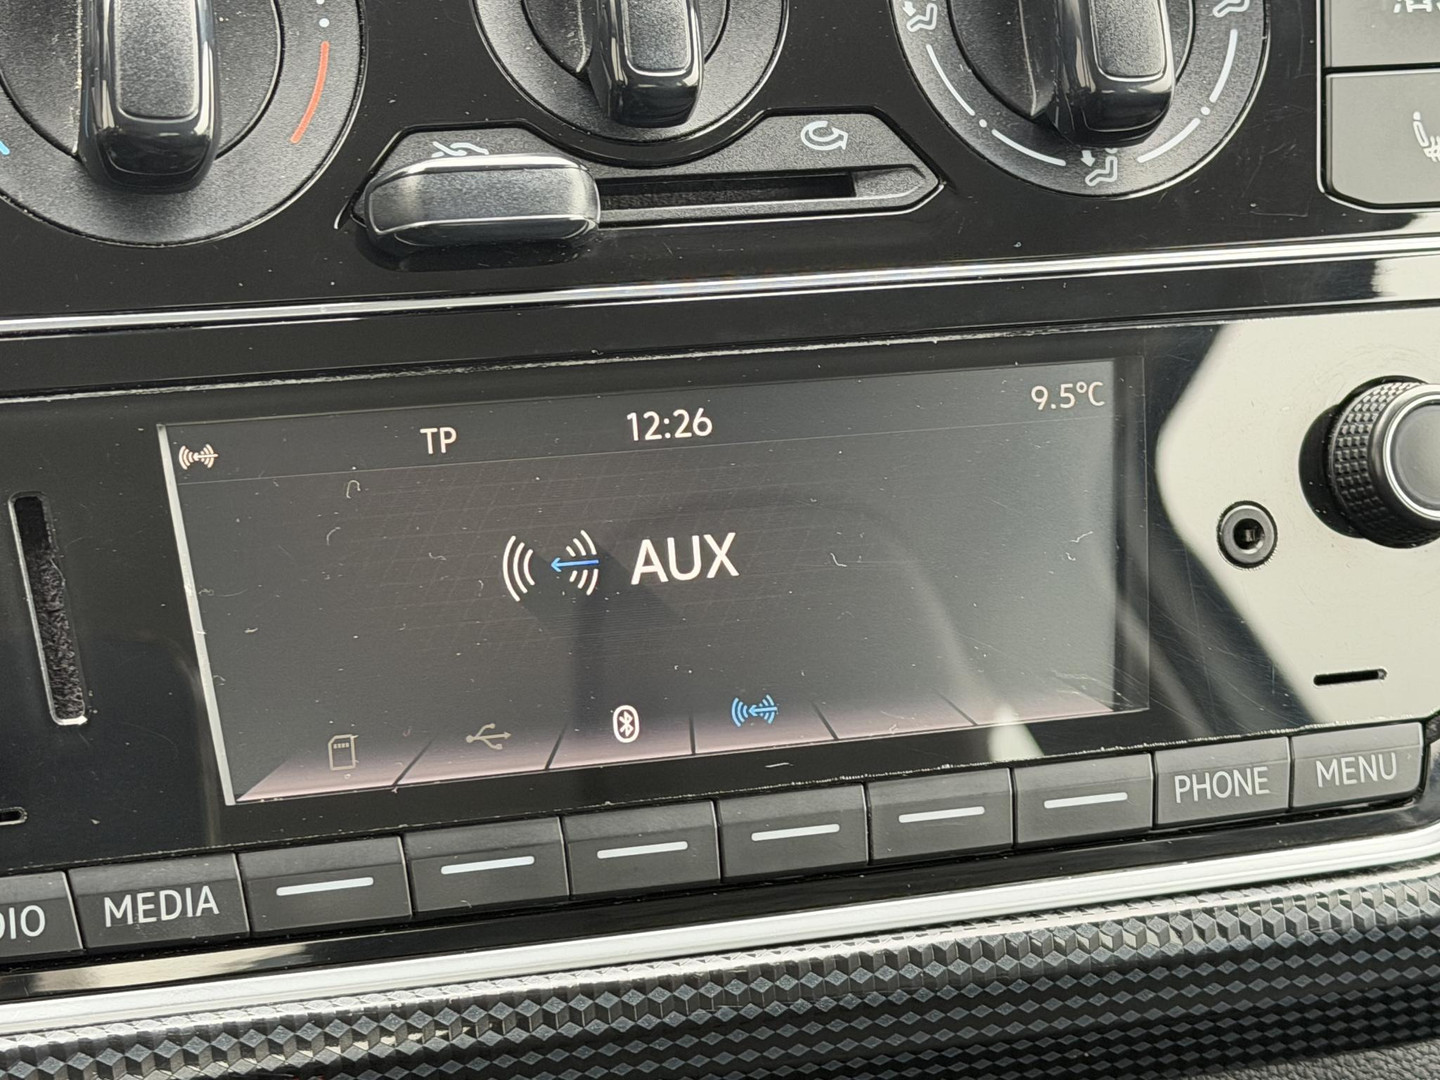 TP 12:26 9.5°C
AUX
MEDIA PHONE MENU